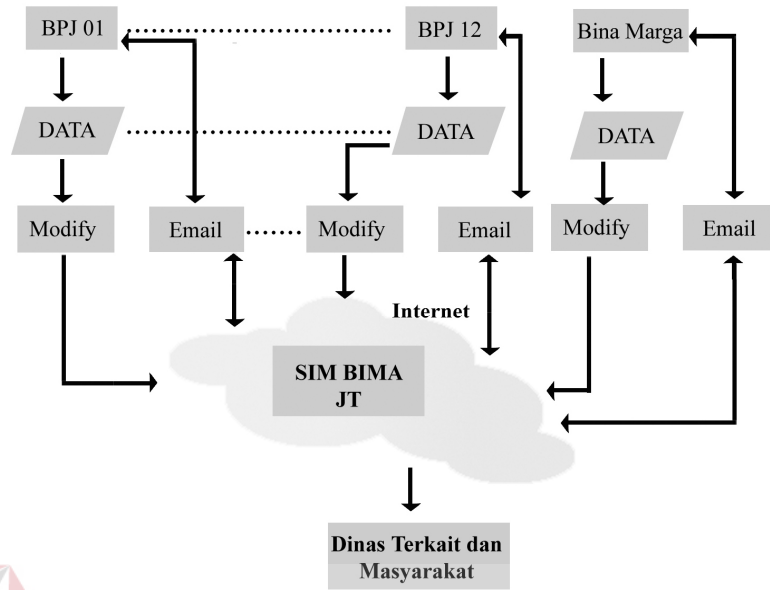 BPJ 01
BPJ 12
Bina Marga
DATA
DATA
DATA
Modify
Email
Modify
Email
Modify
Email
Internet
SIM BIMA
JT
Dinas Terkait dan
Masyarakat